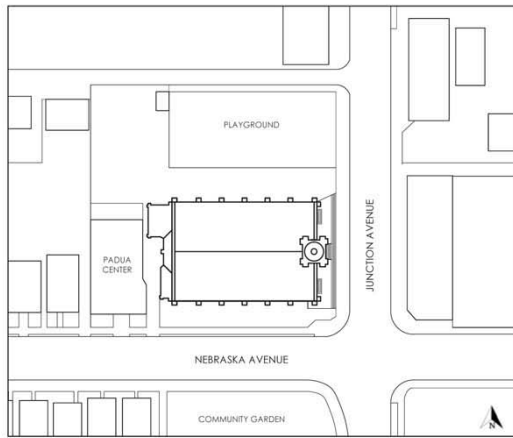 PLAYGROUND
JUNCTION AVENUE
PADUA
CENTER
NEBRASKA AVENUE
COMMUNITY GARDEN
N